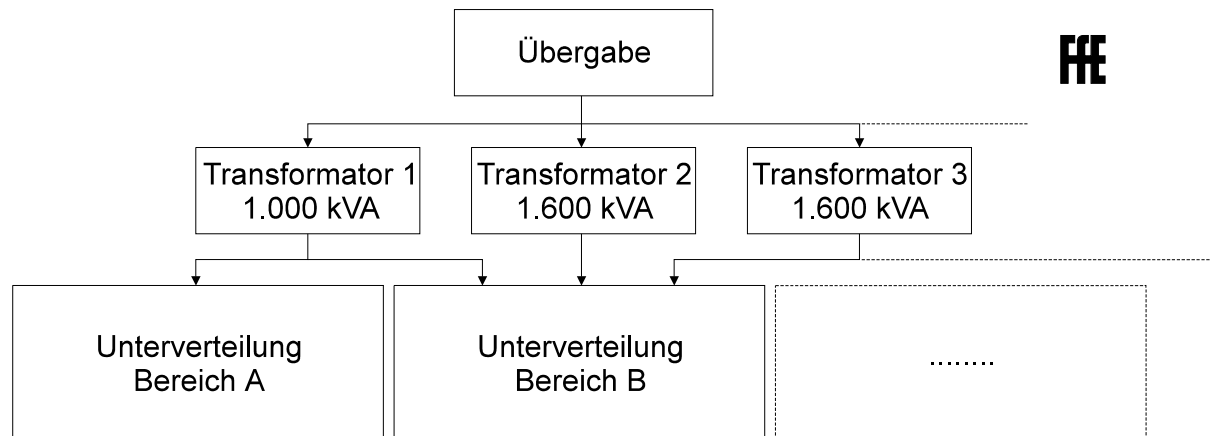 Übergabe
FfE
Transformator 1
1.000 kVA
Transformator 2
1.600 kVA
Transformator 3
1.600 kVA
Unterverteilung
Bereich A
Unterverteilung
Bereich B
........